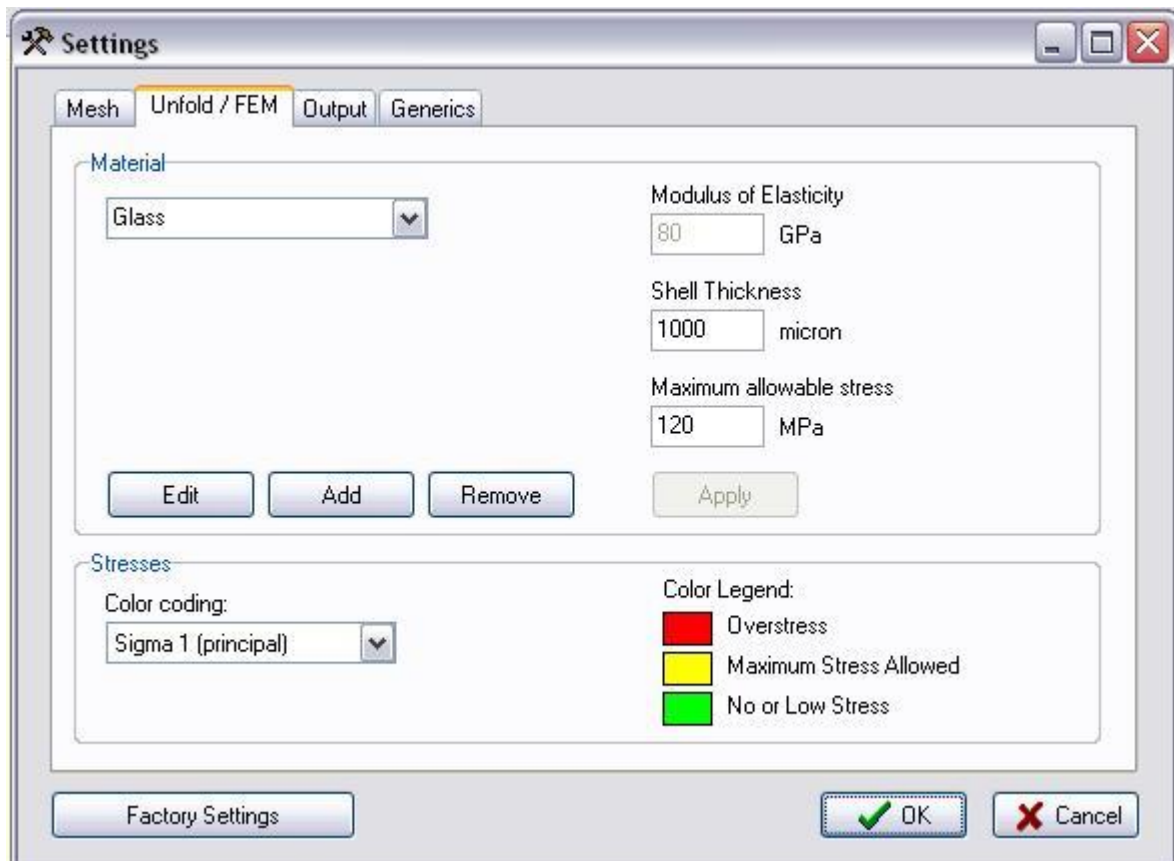 Settings
Mesh Unfold / FEM Output Generics
Material
Glass
Modulus of Elasticity
80 GPa
Shell Thickness
1000 micron
Maximum allowable stress
120 MPa
Edit Add Remove Apply
Stresses
Color coding:
Sigma 1 (principal)
Color Legend:
Overstress
Maximum Stress Allowed
No or Low Stress
Factory Settings OK Cancel